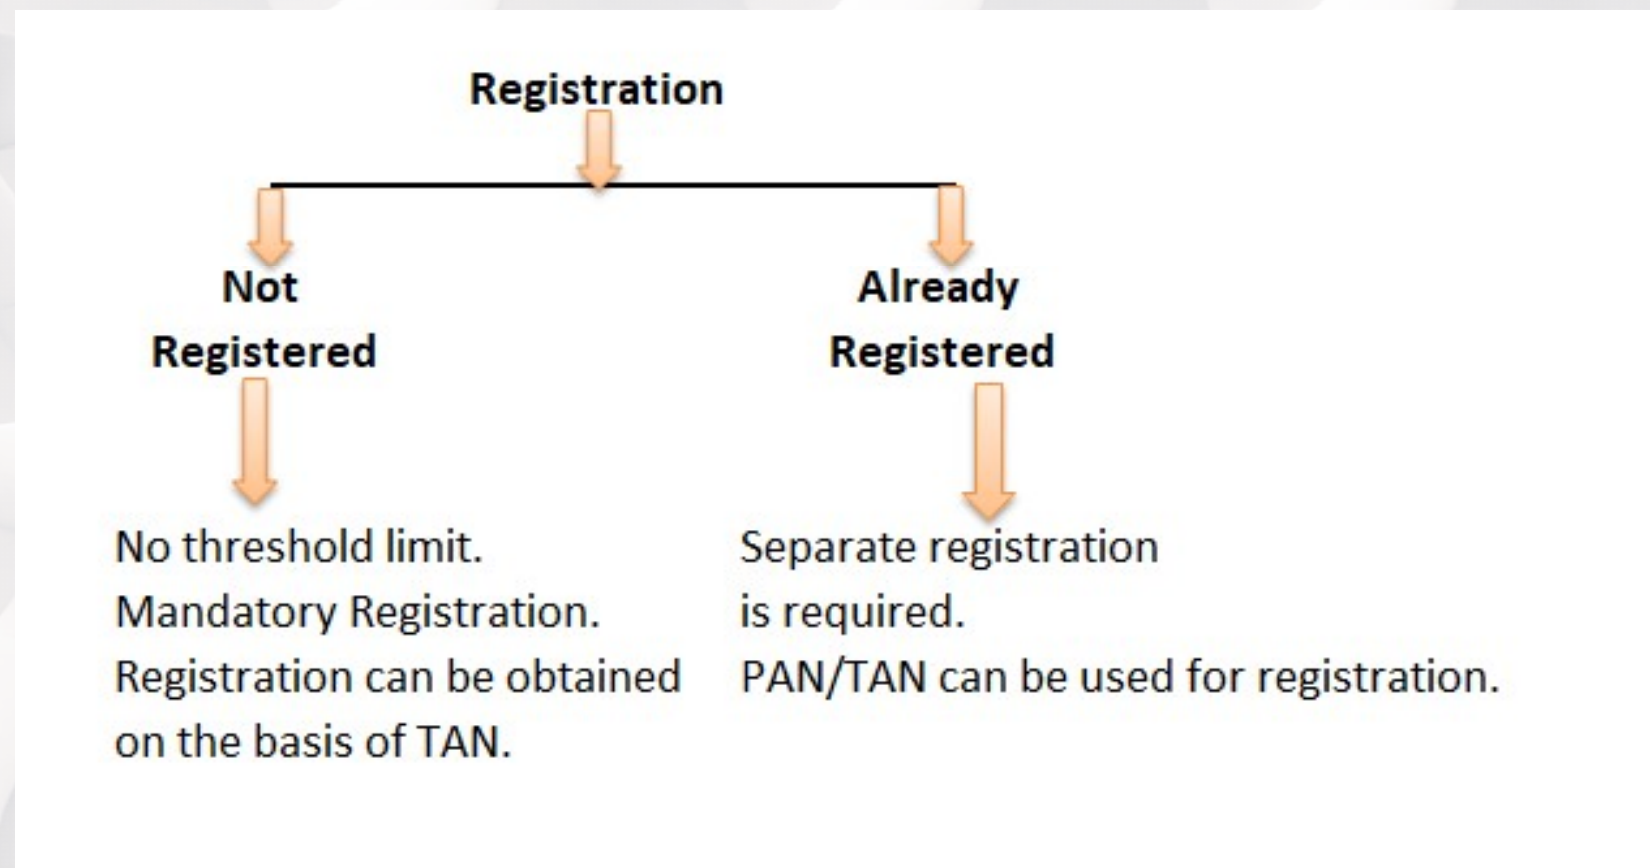 Registration
Not
Registered
Already
Registered
No threshold limit.
Mandatory Registration.
Registration can be obtained
on the basis of TAN.
Separate registration
is required.
PAN/TAN can be used for registration.